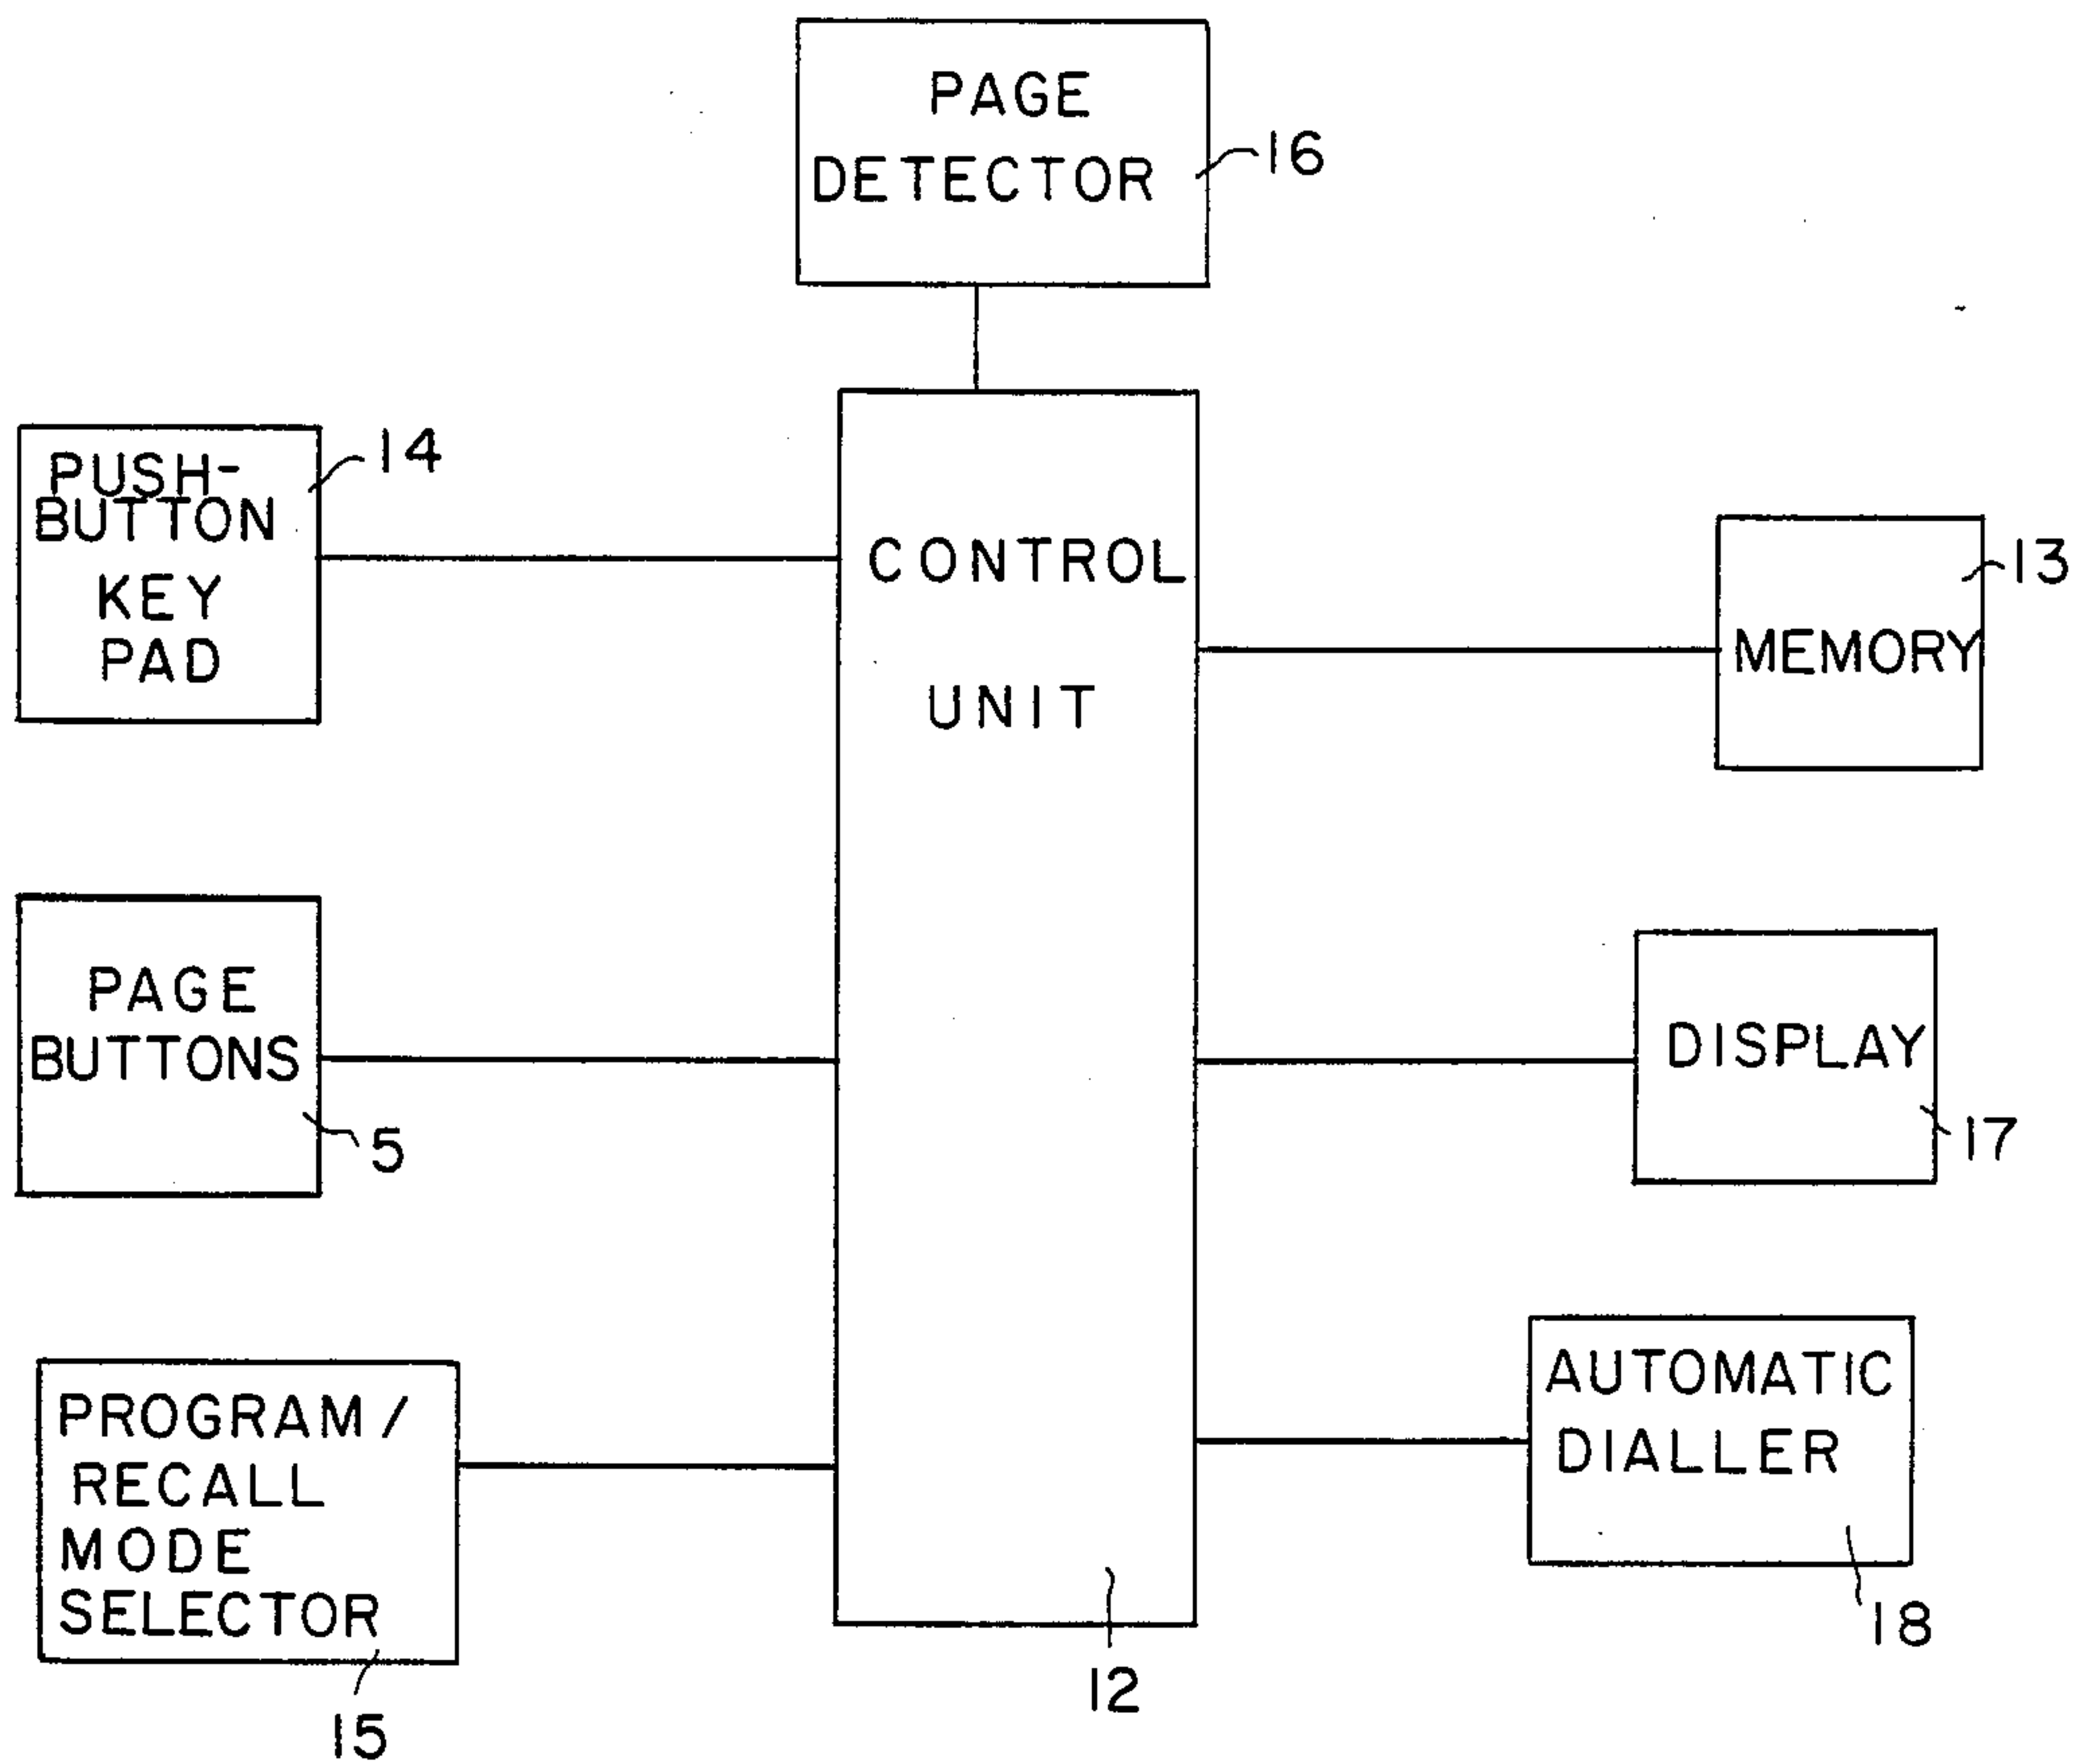 PAGE
DETECTOR
16
PUSH-
BUTTON
KEY
PAD
14
CONTROL
UNIT
12
MEMORY
13
PAGE
BUTTONS
5
DISPLAY
17
PROGRAM/
RECALL
MODE
SELECTOR
15
AUTOMATIC
DIALLER
18